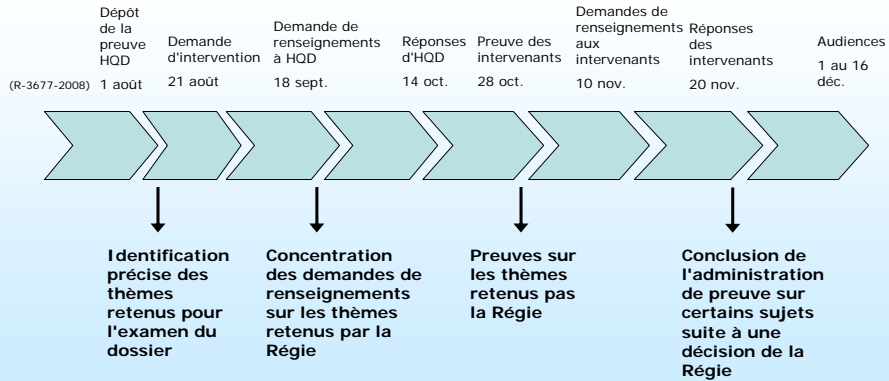 Dépôt
de la
preuve
HQD
1 août
Demande
d'intervention
21 août
Demande de
renseignements
à HQD
18 sept.
Réponses
d'HQD
14 oct.
Preuve des
intervenants
28 oct.
Demandes de
renseignements
aux
intervenants
10 nov.
Réponses
des
intervenants
20 nov.
Audiences
1 au 16
déc.
(R-3677-2008)
Identification
précise des
thèmes
retenus pour
l'examen du
dossier
Concentration
des demandes de
renseignements
sur les thèmes
retenus par la
Régie
Preuves sur
les thèmes
retenus pas
la Régie
Conclusion de
l'administration
de preuve sur
certains sujets
suite à une
décision de la
Régie